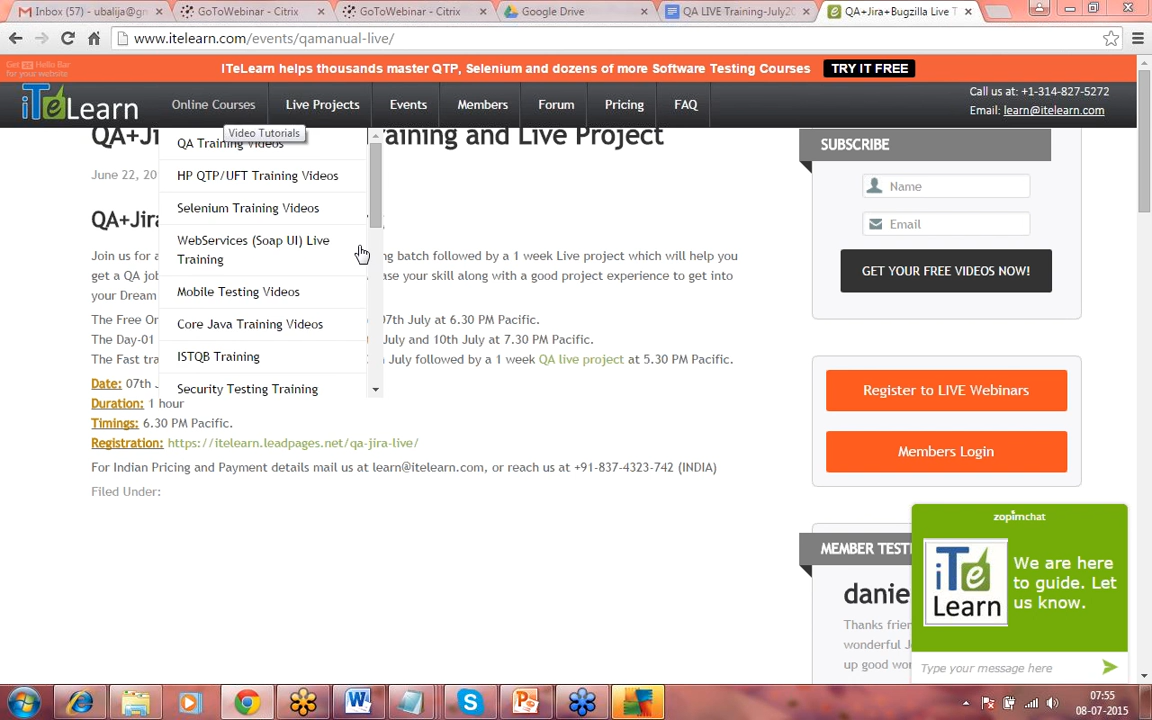 Inbox (57) - ubalija@gm
GoToWebinar - Citrix
GoToWebinar - Citrix
Google Drive
QA LIVE Training-July20
QA+Jira+Bugzilla Live T
www.itelearn.com/events/qamanual-live/
Get a Hello Bar
for your website
ITeLearn helps thousands master QTP, Selenium and dozens of more Software Testing Courses
TRY IT FREE
iTeLearn
Online Courses
Live Projects
Events
Members
Forum
Pricing
FAQ
Call us at: +1-314-827-5272
Email: learn@itelearn.com
Video Tutorials
QA Training Videos
HP QTP/UFT Training Videos
Selenium Training Videos
WebServices (Soap UI) Live
Training
Mobile Testing Videos
Core Java Training Videos
ISTQB Training
Security Testing Training
QA+Ji raining and Live Project
June 22, 20
QA+Jira
Join us for a ng batch followed by a 1 week Live project which will help you
get a QA job ase your skill along with a good project experience to get into
your Dream
The Free On 07th July at 6.30 PM Pacific.
The Day-01 July and 10th July at 7.30 PM Pacific.
The Fast tra h July followed by a 1 week QA live project at 5.30 PM Pacific.
Date: 07th J
Duration: 1 hour
Timings: 6.30 PM Pacific.
Registration: https://itelearn.leadpages.net/qa-jira-live/
For Indian Pricing and Payment details mail us at learn@itelearn.com, or reach us at +91-837-4323-742 (INDIA)
Filed Under:
SUBSCRIBE
Name
Email
GET YOUR FREE VIDEOS NOW!
Register to LIVE Webinars
Members Login
MEMBER TEST
danie
Thanks frien
wonderful Jo
up good wor
zopim chat
iTe
Learn
We are here
to guide. Let
us know.
Type your message here
07:55
08-07-2015